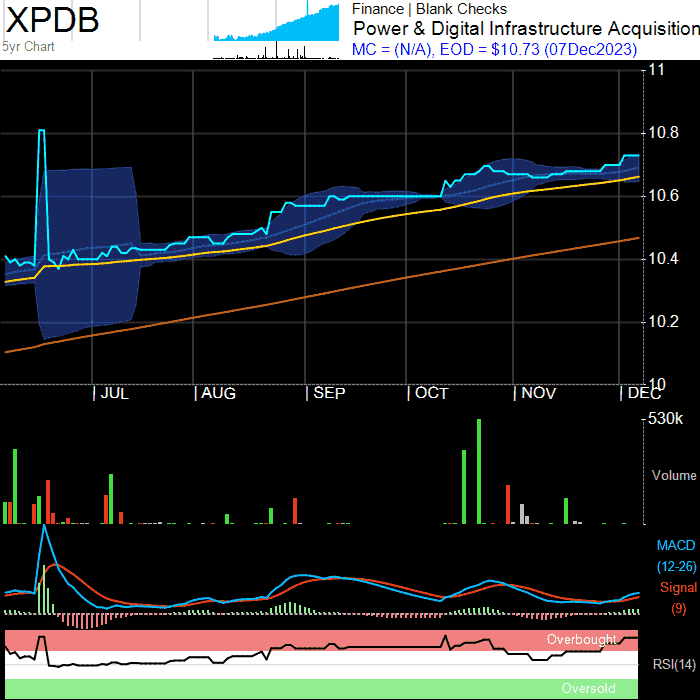 XPDB
5yr Chart
Finance | Blank Checks
Power & Digital Infrastructure Acquisition
MC = (N/A), EOD = $10.73 (07Dec2023)
11
10.8
10.6
10.4
10.2
10
JUL
AUG
SEP
OCT
NOV
DEC
530k
Volume
MACD
(12-26)
Signal
(9)
Overbought
RSI(14)
Oversold